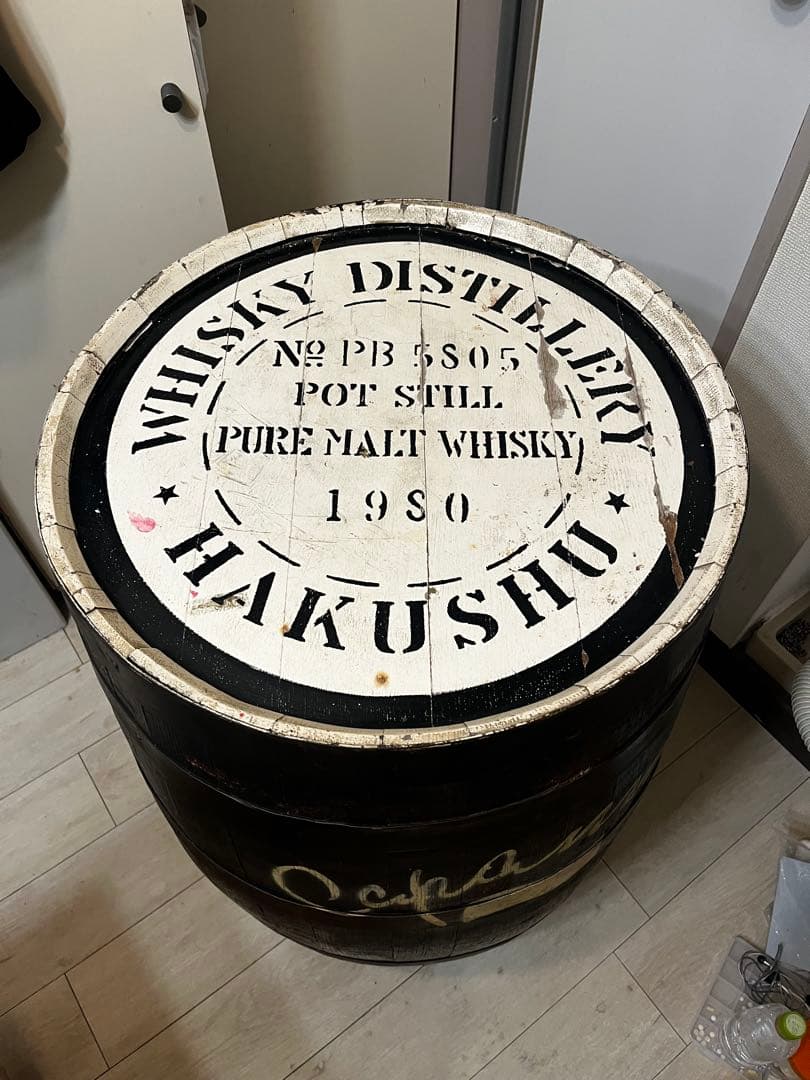 WHISKY DISTILLERY
Nº PB 5805
POT STILL
(PURE MALT WHISKY)
1980
★ HAKUSHU ★